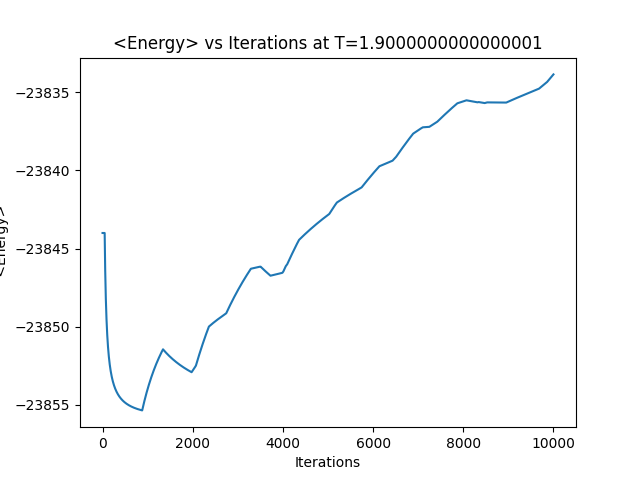 <Energy> vs Iterations at T=1.9000000000000001
<Energy>
−23835
−23840
−23845
−23850
−23855
0 2000 4000 6000 8000 10000
Iterations